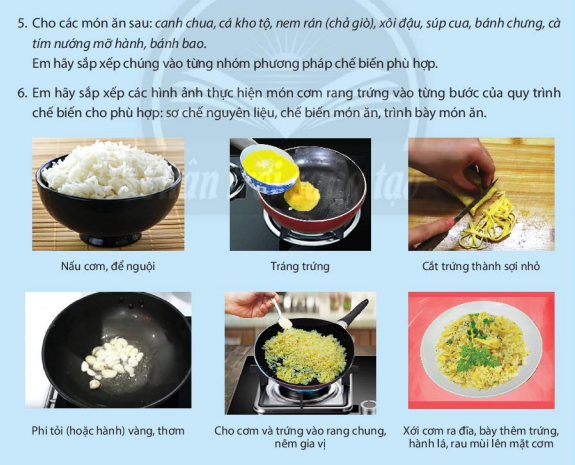 5. Cho các món ăn sau: canh chua, cá kho tộ, nem rán (chả giò), xôi đậu, súp cua, bánh chưng, cà
tím nướng mỡ hành, bánh bao.
Em hãy sắp xếp chúng vào từng nhóm phương pháp chế biến phù hợp.
6. Em hãy sắp xếp các hình ảnh thực hiện món cơm rang trứng vào từng bước của quy trình
chế biến cho phù hợp: sơ chế nguyên liệu, chế biến món ăn, trình bày món ăn.
Nấu cơm, để nguội
Tráng trứng
Cắt trứng thành sợi nhỏ
Phi tỏi (hoặc hành) vàng, thơm
Cho cơm và trứng vào rang chung,
nêm gia vị
Xới cơm ra đĩa, bày thêm trứng,
hành lá, rau mùi lên mặt cơm